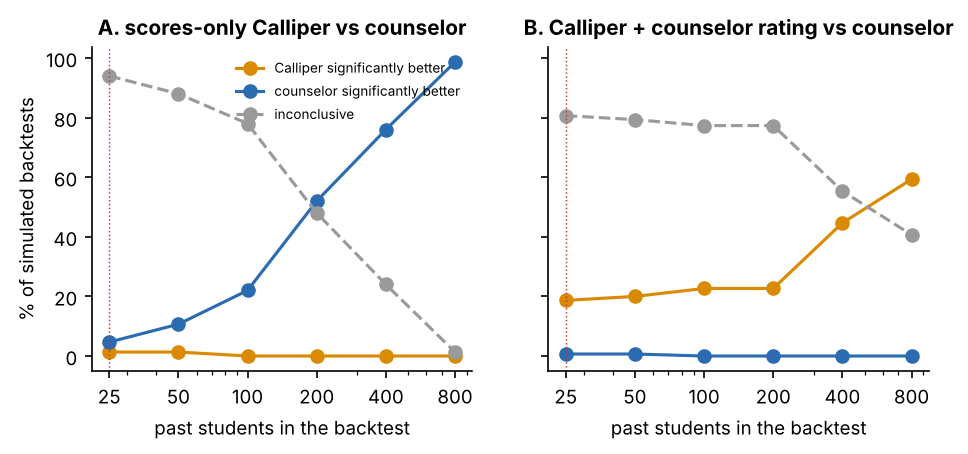 A. scores-only Calliper vs counselor
B. Calliper + counselor rating vs counselor
Calliper significantly better
counselor significantly better
inconclusive
% of simulated backtests
100
80
60
40
20
0
25 50 100 200 400 800
25 50 100 200 400 800
past students in the backtest
past students in the backtest